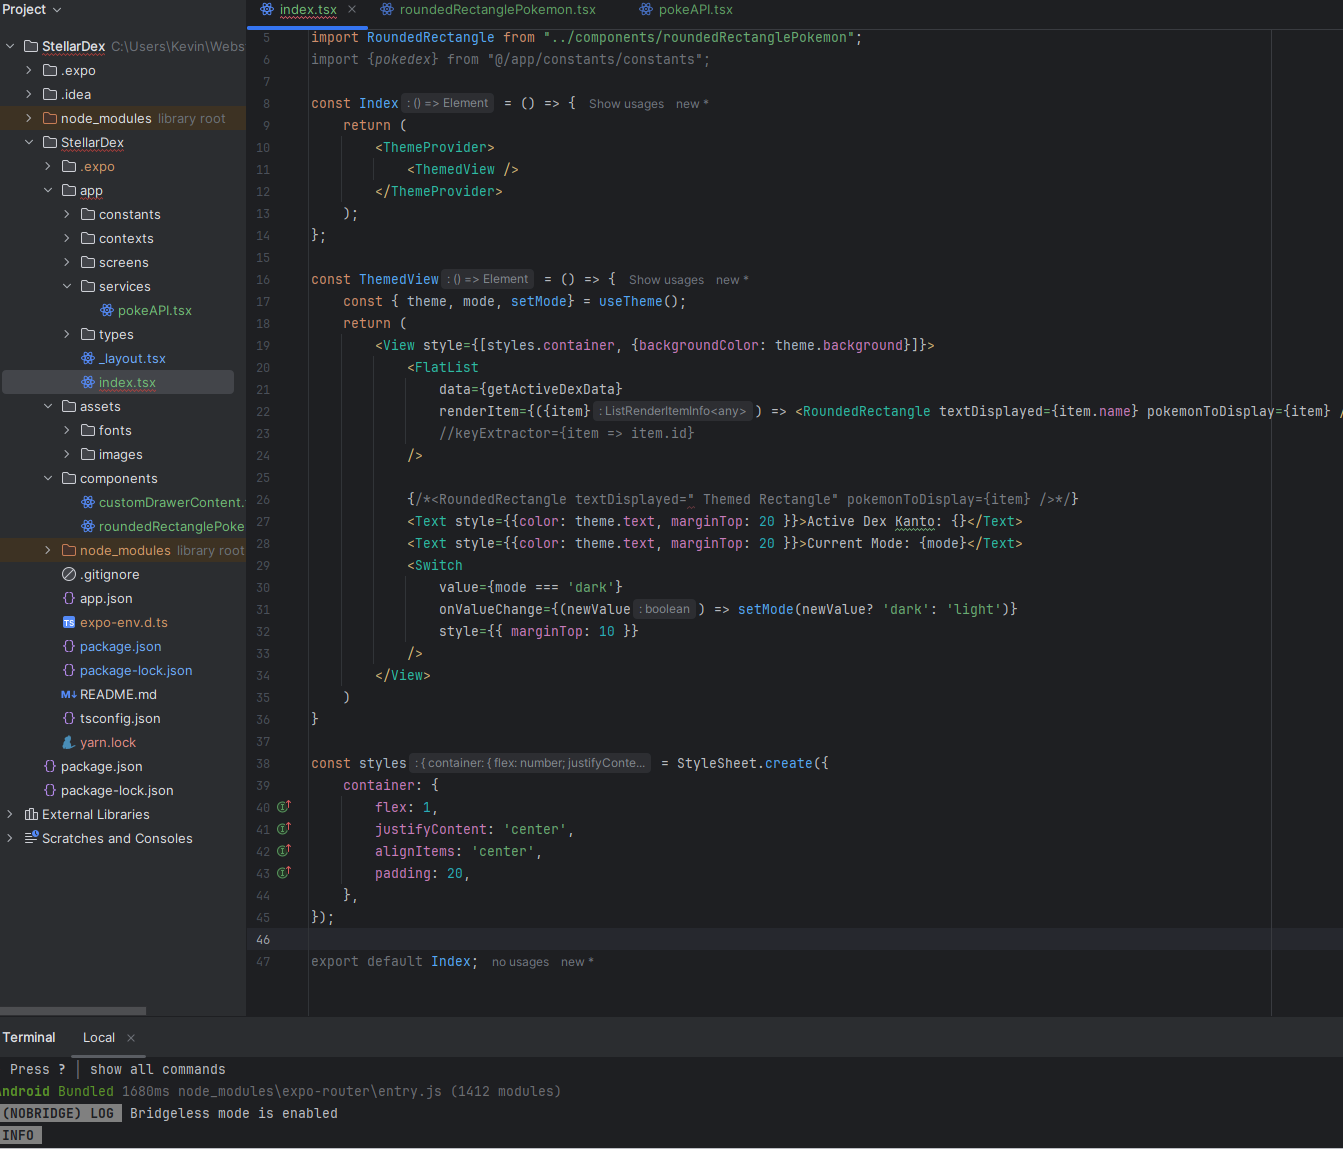 Project
StellarDex C:\Users\Kevin\Webs
.expo
.idea
node_modules library root
StellarDex
.expo
app
constants
contexts
screens
services
pokeAPI.tsx
types
_layout.tsx
index.tsx
assets
fonts
images
components
customDrawerContent.
roundedRectanglePoke
node_modules library root
.gitignore
app.json
TS expo-env.d.ts
package.json
package-lock.json
M↓ README.md
tsconfig.json
yarn.lock
package.json
package-lock.json
External Libraries
Scratches and Consoles
index.tsx × roundedRectanglePokemon.tsx pokeAPI.tsx
5 import RoundedRectangle from "../components/roundedRectanglePokemon";
6 import {pokedex} from "@/app/constants/constants";
7
8 const Index : () => Element = () => { Show usages new *
9 return (
10 <ThemeProvider>
11 <ThemedView />
12 </ThemeProvider>
13 );
14 };
15
16 const ThemedView : () => Element = () => { Show usages new *
17 const { theme, mode, setMode} = useTheme();
18 return (
19 <View style={[styles.container, {backgroundColor: theme.background}]}>
20 <FlatList
21 data={getActiveDexData}
22 renderItem={({item} : ListRenderItemInfo<any> ) => <RoundedRectangle textDisplayed={item.name} pokemonToDisplay={item} /
23 //keyExtractor={item => item.id}
24 />
25
26 {/*<RoundedRectangle textDisplayed=" Themed Rectangle" pokemonToDisplay={item} />*/}
27 <Text style={{color: theme.text, marginTop: 20 }}>Active Dex Kanto: {}</Text>
28 <Text style={{color: theme.text, marginTop: 20 }}>Current Mode: {mode}</Text>
29 <Switch
30 value={mode === 'dark'}
31 onValueChange={(newValue : boolean ) => setMode(newValue? 'dark': 'light')}
32 style={{ marginTop: 10 }}
33 />
34 </View>
35 )
36 }
37
38 const styles : { container: { flex: number; justifyConte... = StyleSheet.create({
39 container: {
40 flex: 1,
41 justifyContent: 'center',
42 alignItems: 'center',
43 padding: 20,
44 },
45 });
46
47 export default Index; no usages new *
Terminal Local ×
Press ? | show all commands
android Bundled 1680ms node_modules\expo-router\entry.js (1412 modules)
(NOBRIDGE) LOG Bridgeless mode is enabled
INFO